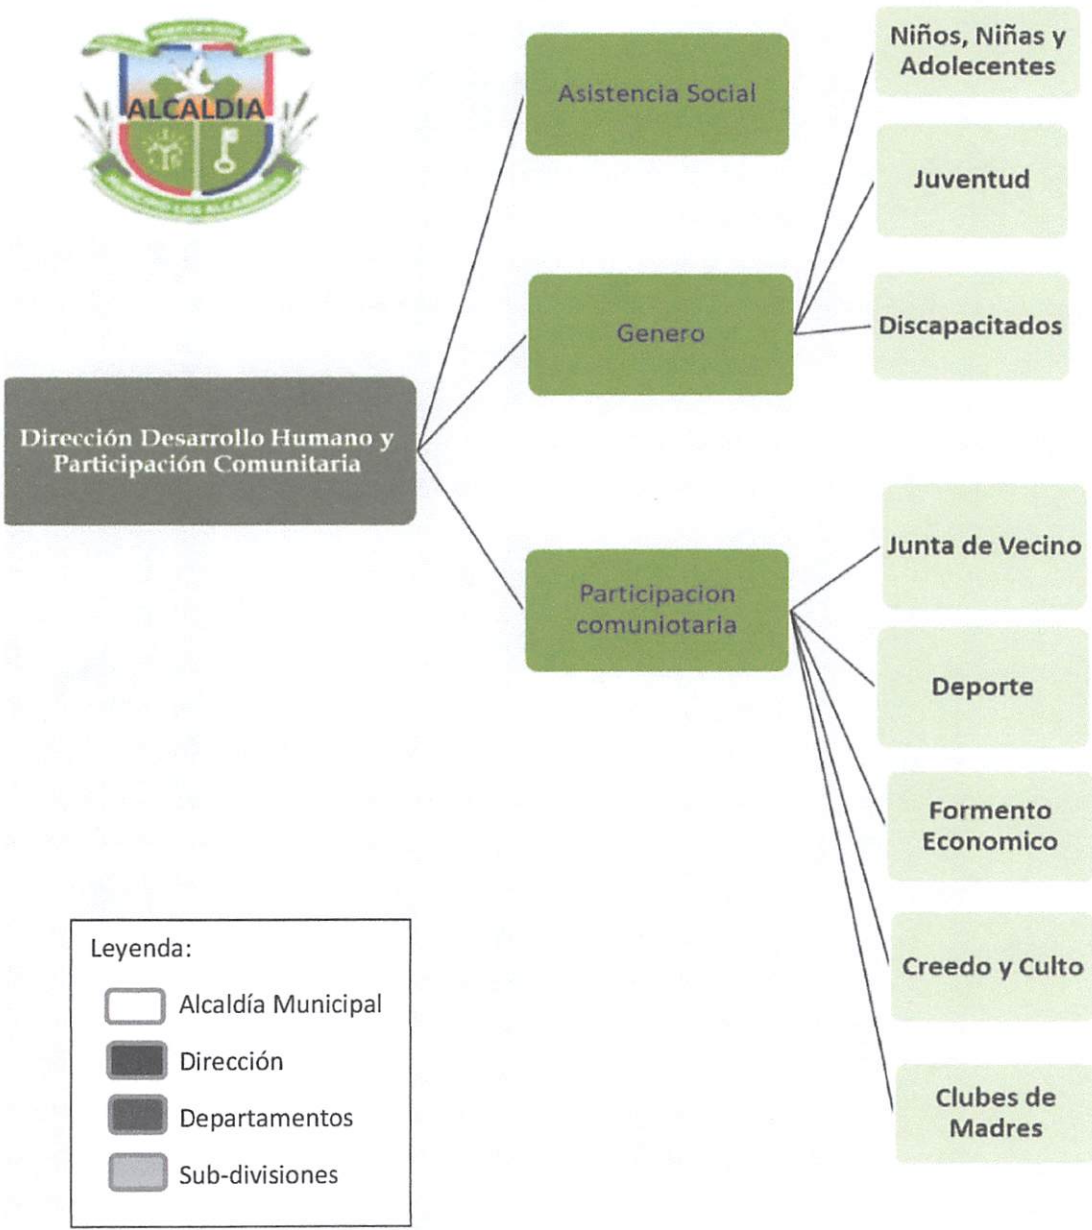 ALCALDIA
Asistencia Social
Niños, Niñas y
Adolecentes
Juventud
Genero
Discapacitados
Dirección Desarrollo Humano y
Participación Comunitaria
Participacion
comuniotaria
Junta de Vecino
Deporte
Formento
Economico
Creedo y Culto
Clubes de
Madres
Leyenda:
Alcaldía Municipal
Dirección
Departamentos
Sub-divisiones